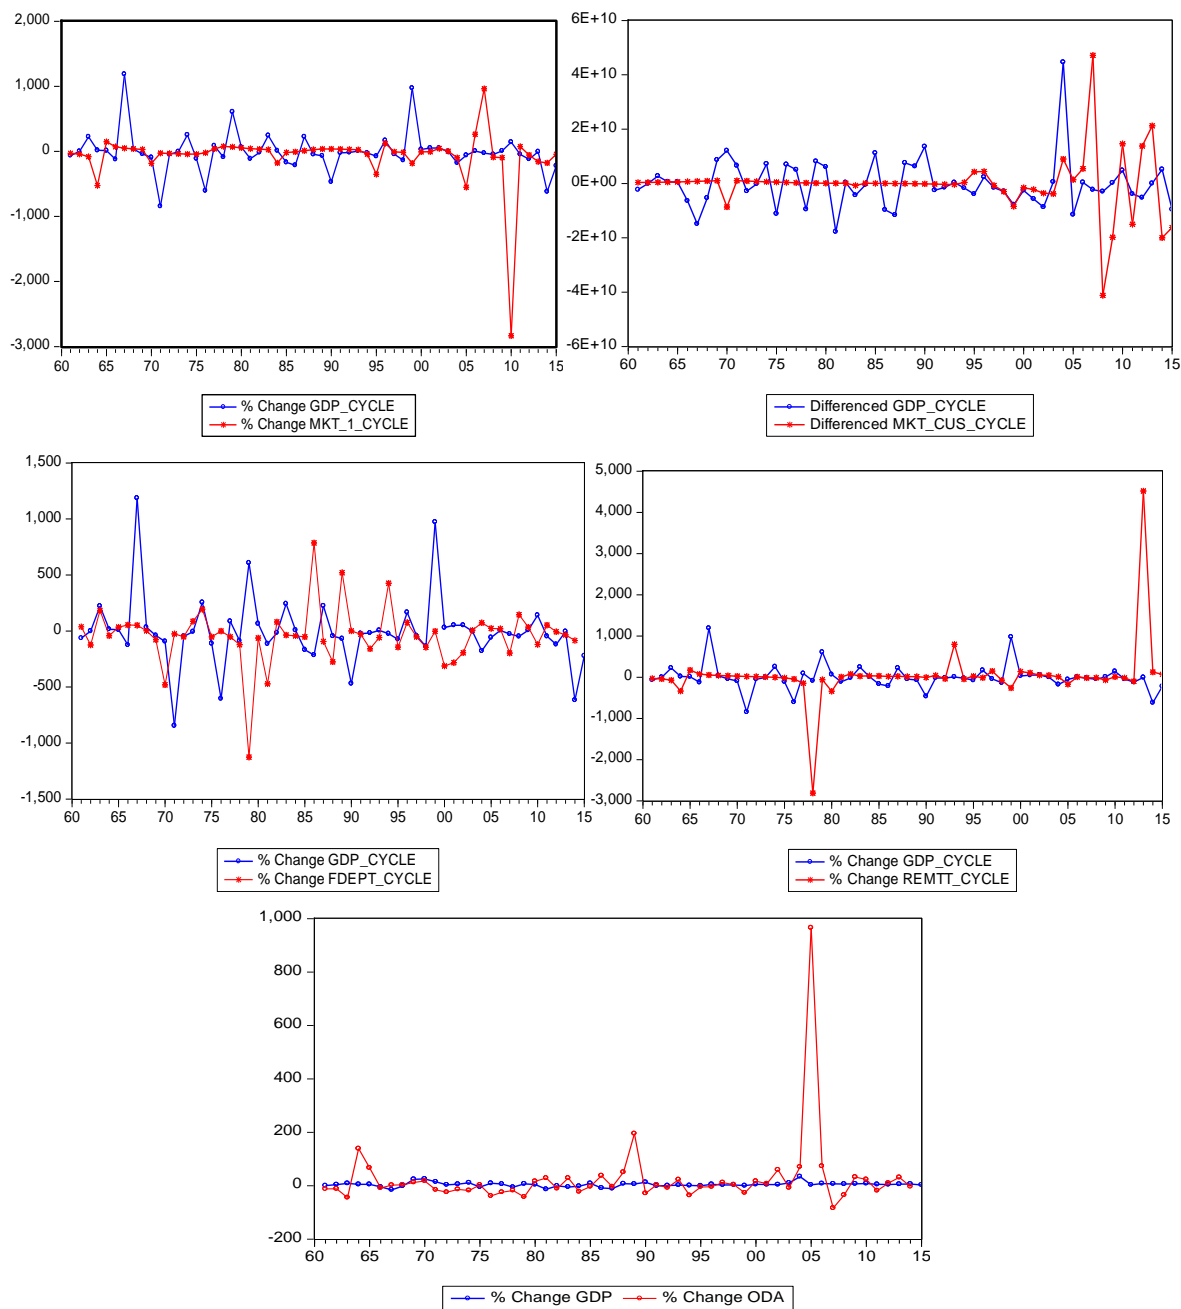 2,000
1,000
0
-1,000
-2,000
-3,000
60 65 70 75 80 85 90 95 00 05 10 15
% Change GDP_CYCLE
% Change MKT_1_CYCLE
6E+10
4E+10
2E+10
0E+00
-2E+10
-4E+10
-6E+10
60 65 70 75 80 85 90 95 00 05 10 15
Differenced GDP_CYCLE
Differenced MKT_CUS_CYCLE
1,500
1,000
500
0
-500
-1,000
-1,500
60 65 70 75 80 85 90 95 00 05 10 15
% Change GDP_CYCLE
% Change FDEPT_CYCLE
5,000
4,000
3,000
2,000
1,000
0
-1,000
-2,000
-3,000
60 65 70 75 80 85 90 95 00 05 10 15
% Change GDP_CYCLE
% Change REMTT_CYCLE
1,000
800
600
400
200
0
-200
60 65 70 75 80 85 90 95 00 05 10 15
% Change GDP % Change ODA